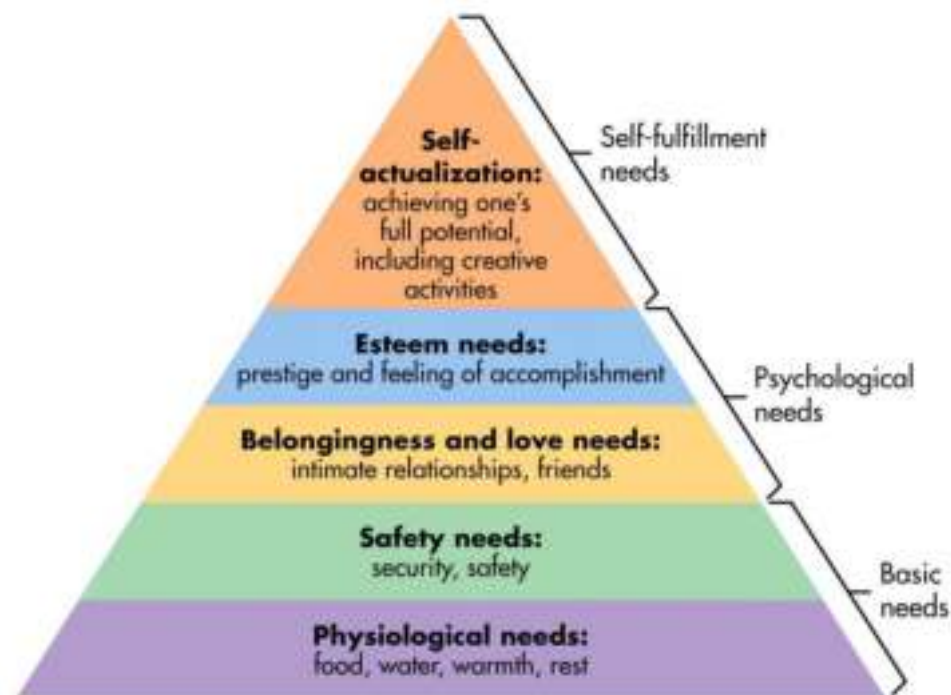 Self-
actualization:
achieving one's
full potential,
including creative
activities
Self-fulfillment
needs
Esteem needs:
prestige and feeling of accomplishment
Psychological
needs
Belongingness and love needs:
intimate relationships, friends
Safety needs:
security, safety
Basic
needs
Physiological needs:
food, water, warmth, rest